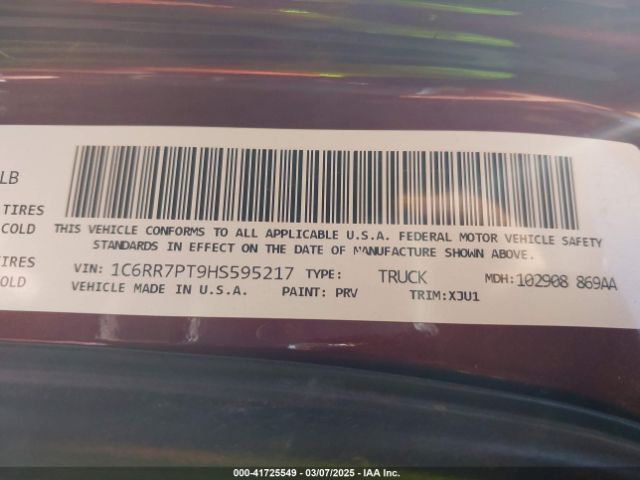 LB
TIRES
COLD
THIS VEHICLE CONFORMS TO ALL APPLICABLE U.S.A. FEDERAL MOTOR VEHICLE SAFETY
STANDARDS IN EFFECT ON THE DATE OF MANUFACTURE SHOWN ABOVE.
TIRES
COLD
VIN: 1C6RR7PT9HS595217 TYPE: TRUCK MDH: 102908 869AA
VEHICLE MADE IN U.S.A. PAINT: PRV TRIM: XJU1
000-41725549 — 03/07/2025 — IAA Inc.